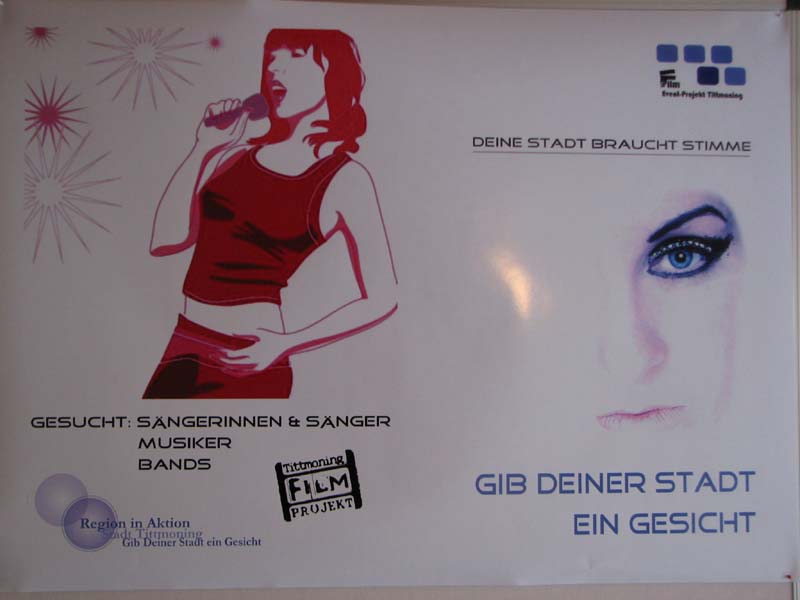 GESUCHT: SÄNGERINNEN & SÄNGER
MUSIKER
BANDS
Tittmoning
FILM
PROJEKT
Region in Aktion
Stadt Tittmoning
Gib Deiner Stadt ein Gesicht
Film
Ereal-Projekt Tittmoning
DEINE STADT BRAUCHT STIMME
GIB DEINER STADT
EIN GESICHT